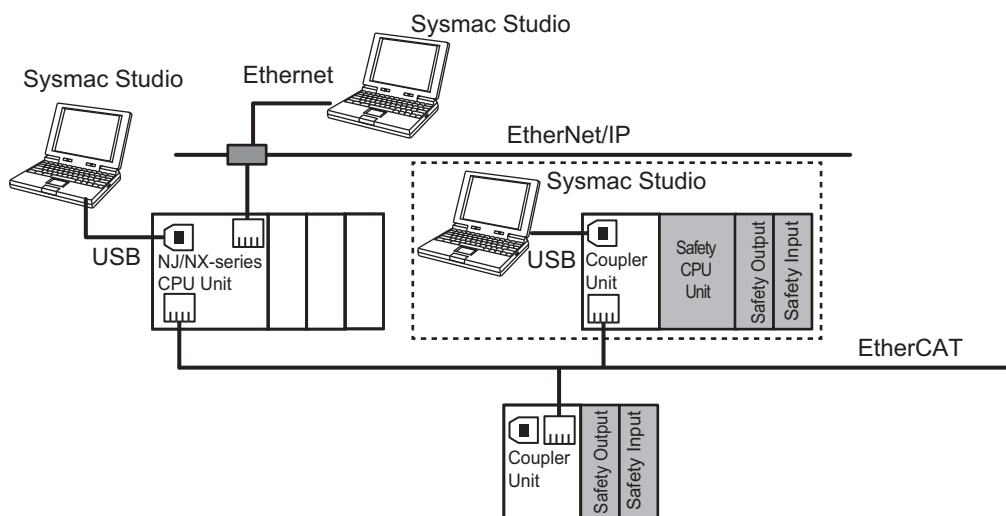 Sysmac Studio
Sysmac Studio
Ethernet
EtherNet/IP
Sysmac Studio
USB
NJ/NX-series
CPU Unit
USB
Coupler
Unit
Safety
CPU
Unit
Safety Output
Safety Input
EtherCAT
Coupler
Unit
Safety Output
Safety Input